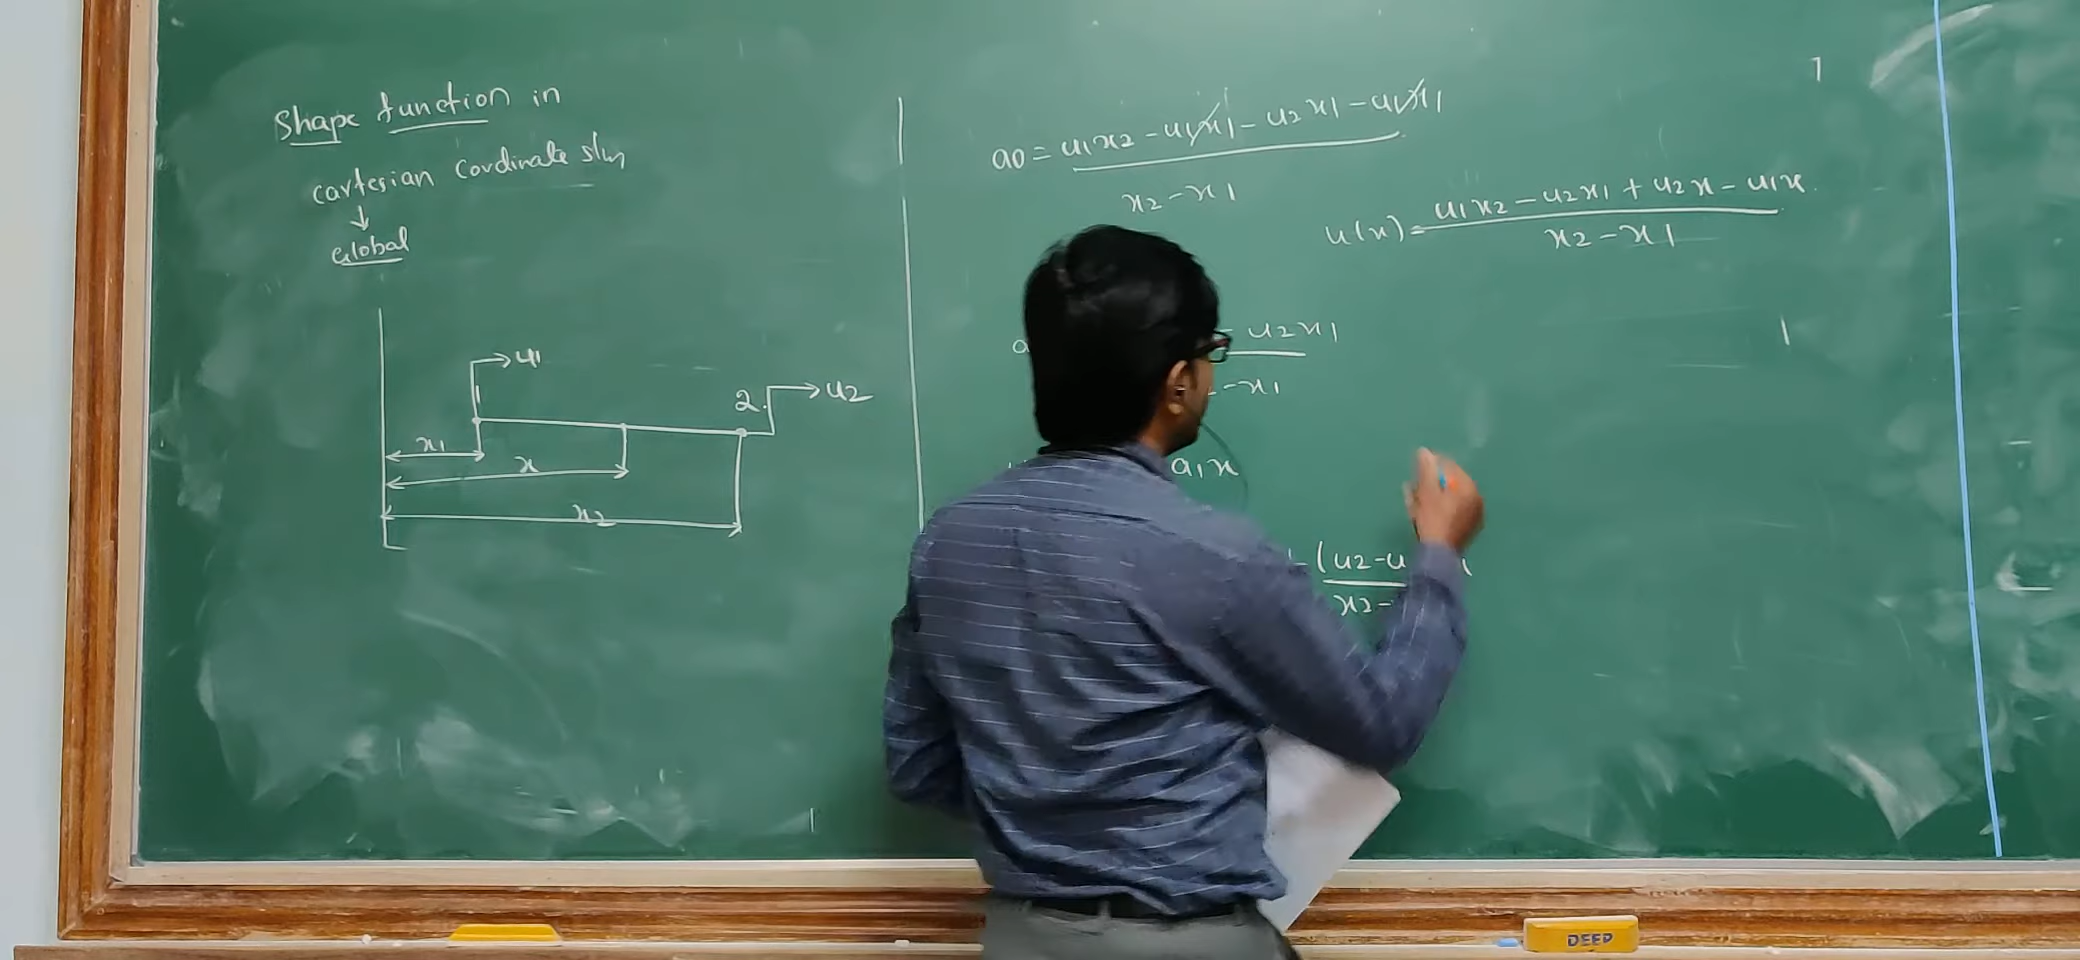 Shape function in
cartesian Cordinate s/m
↓
Global
u1
1
2.
u2
x1
x
x2
a0 = u1x2 - u1x1 - u2x1 - u1x1
x2 - x1
u(x) = u1x2 - u2x1 + u2x - u1x
x2 - x1
a - u2x1
- x1
a1x
(u2-u
x2-
DEEP